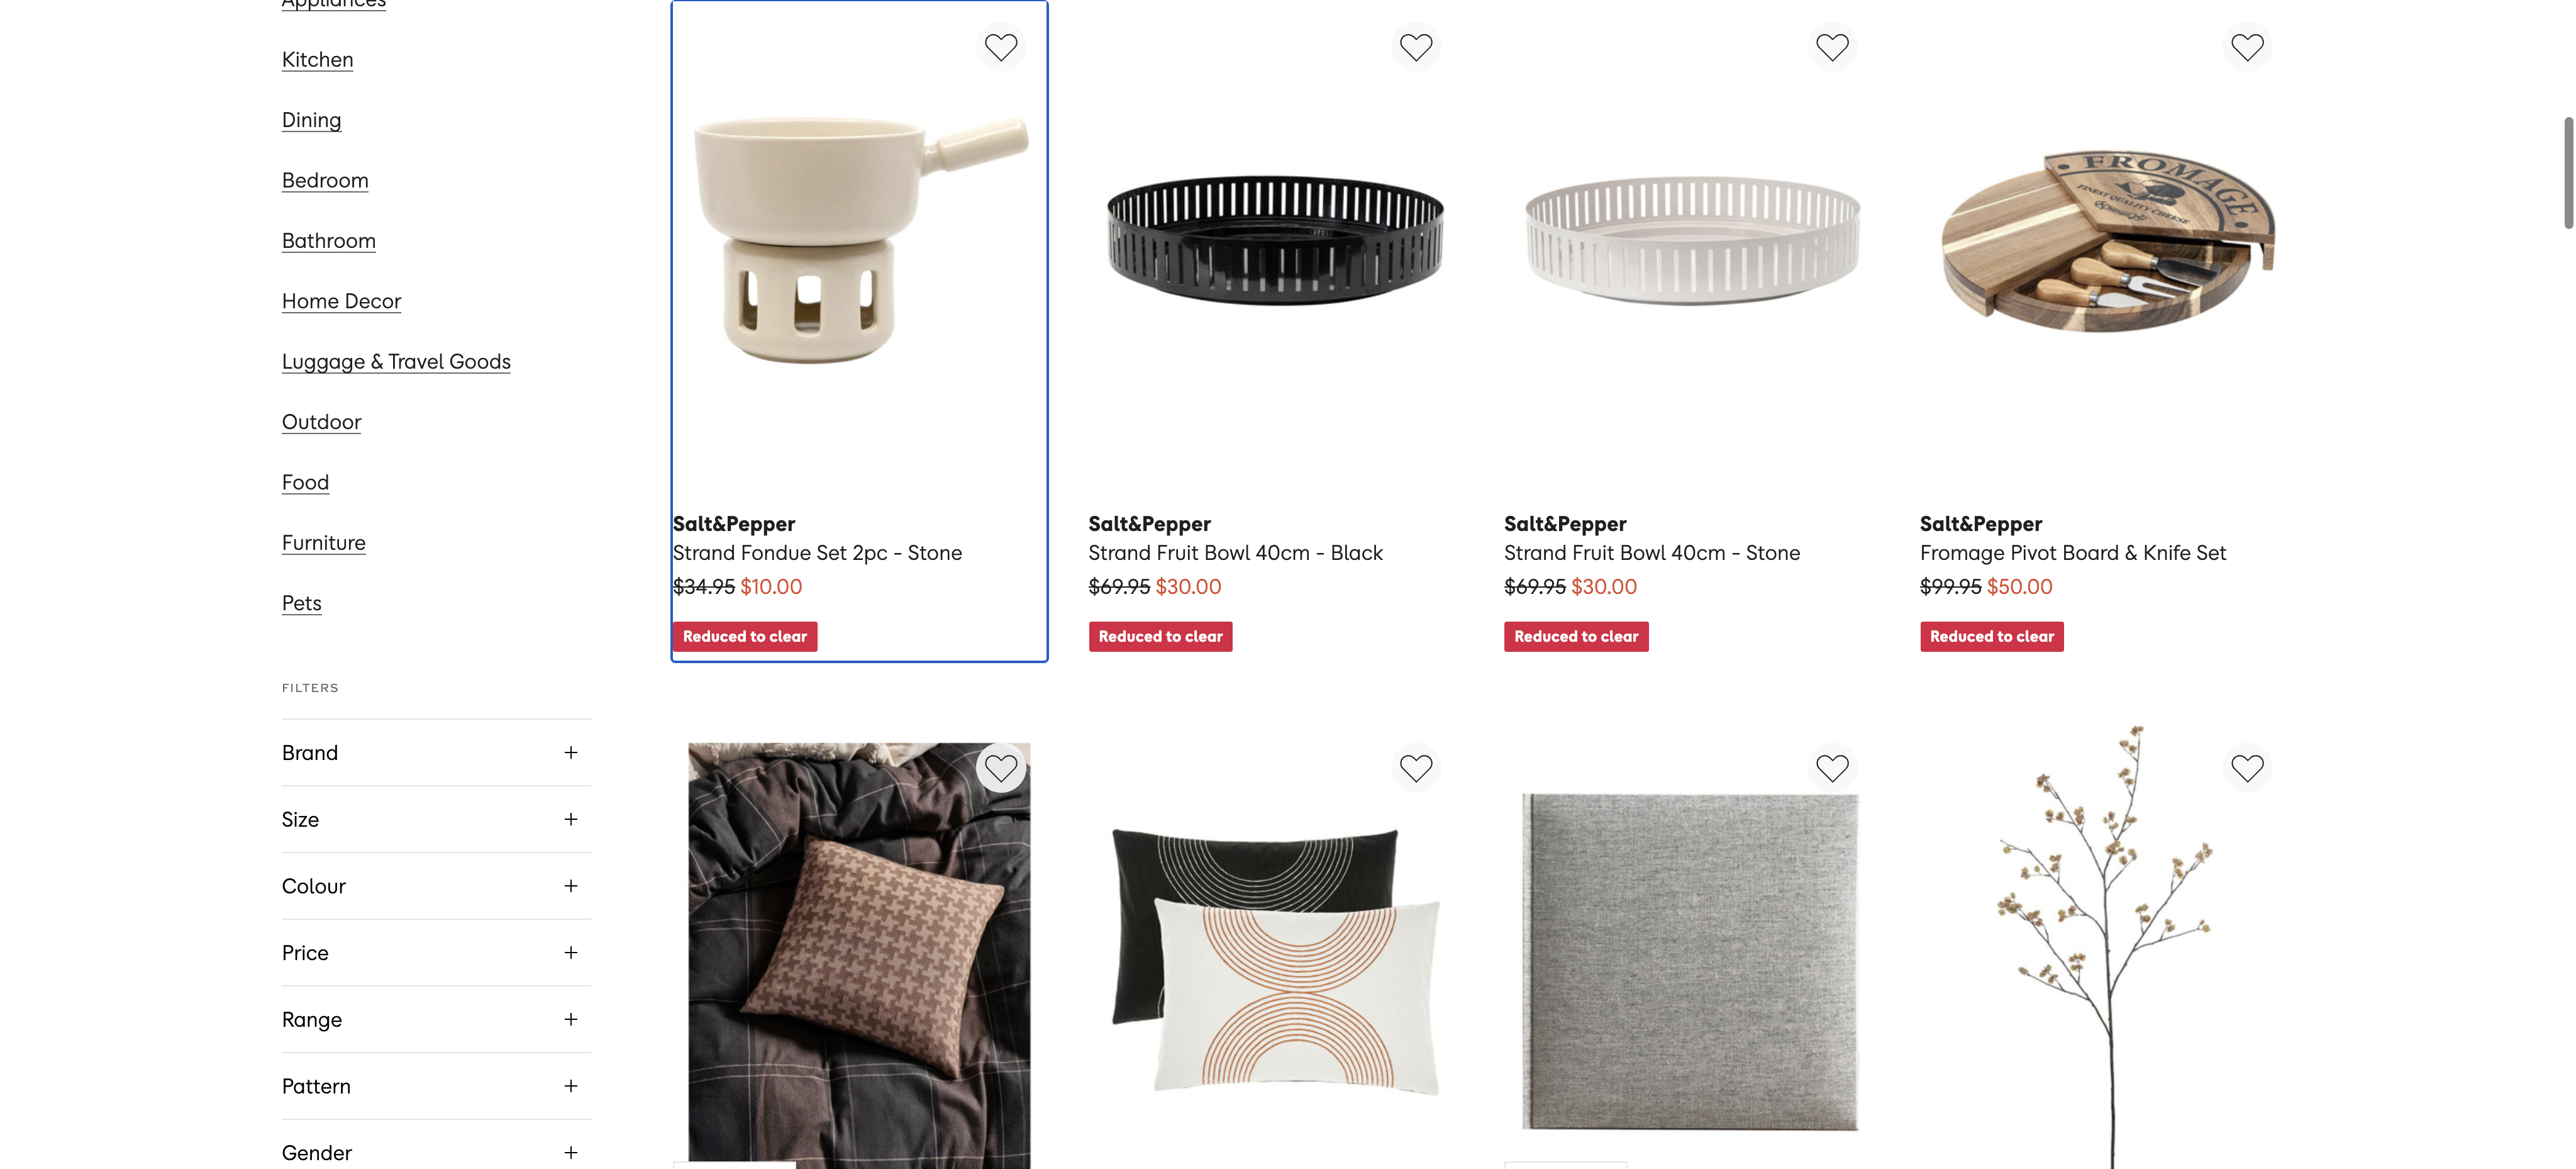 Appliances
Kitchen
Dining
Bedroom
Bathroom
Home Decor
Luggage & Travel Goods
Outdoor
Food
Furniture
Pets
FILTERS
Brand
Size
Colour
Price
Range
Pattern
Gender
FROMAGE
FINEST QUALITY CHEESE
Salt&Pepper
Strand Fondue Set 2pc - Stone
$34.95 $10.00
Reduced to clear
Salt&Pepper
Strand Fruit Bowl 40cm - Black
$69.95 $30.00
Reduced to clear
Salt&Pepper
Strand Fruit Bowl 40cm - Stone
$69.95 $30.00
Reduced to clear
Salt&Pepper
Fromage Pivot Board & Knife Set
$99.95 $50.00
Reduced to clear